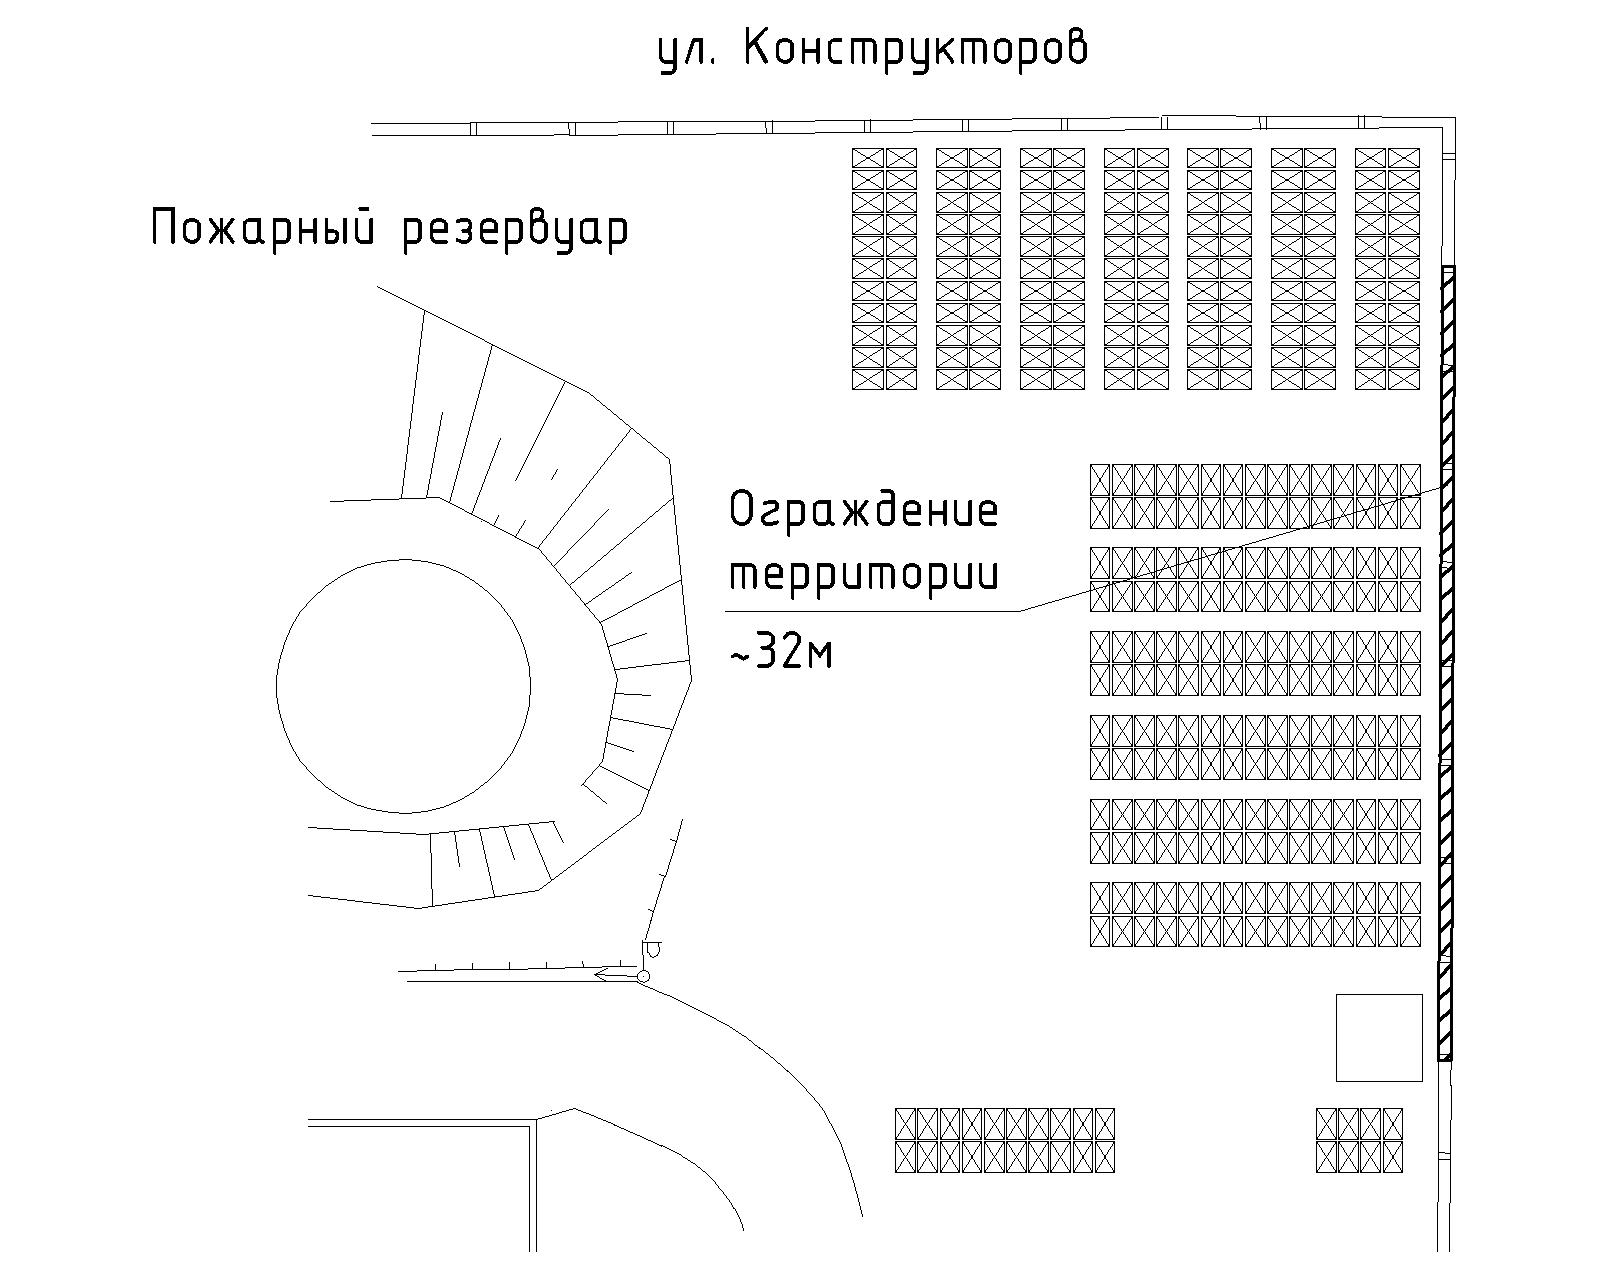 ул. Конструкторов
Пожарный резервуар
Ограждение
территории
~32м